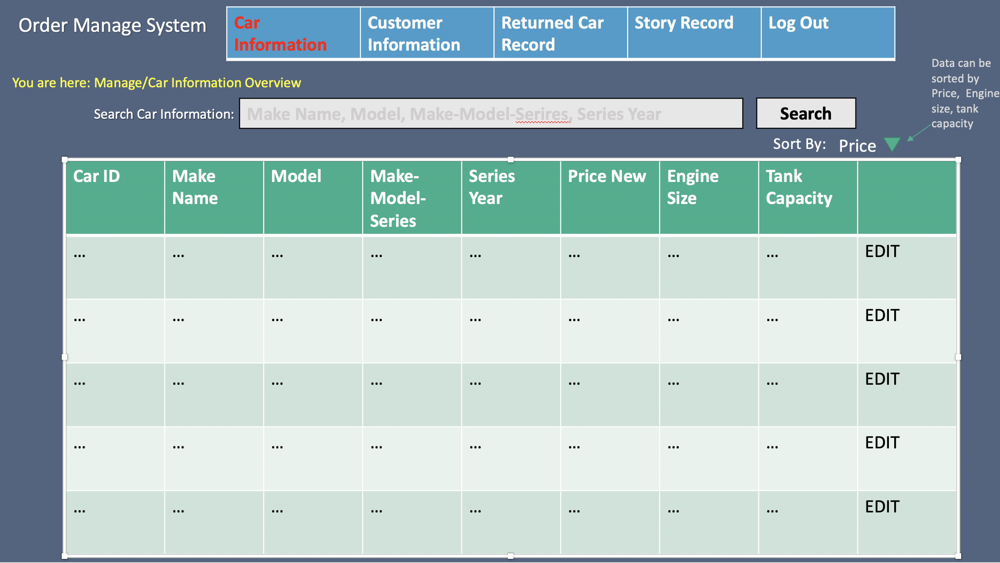 Order Manage System
Car
Information
Customer
Information
Returned Car
Record
Story Record
Log Out
Data can be
sorted by
Price, Engine
size, tank
capacity
You are here: Manage/Car Information Overview
Search Car Information:
Make Name, Model, Make-Model-Serires, Series Year
Search
Sort By: Price
Car ID
Make
Name
Model
Make-
Model-
Series
Series
Year
Price New
Engine
Size
Tank
Capacity
... ... ... ... ... ... ... ... EDIT
... ... ... ... ... ... ... ... EDIT
... ... ... ... ... ... ... ... EDIT
... ... ... ... ... ... ... ... EDIT
... ... ... ... ... ... ... ... EDIT